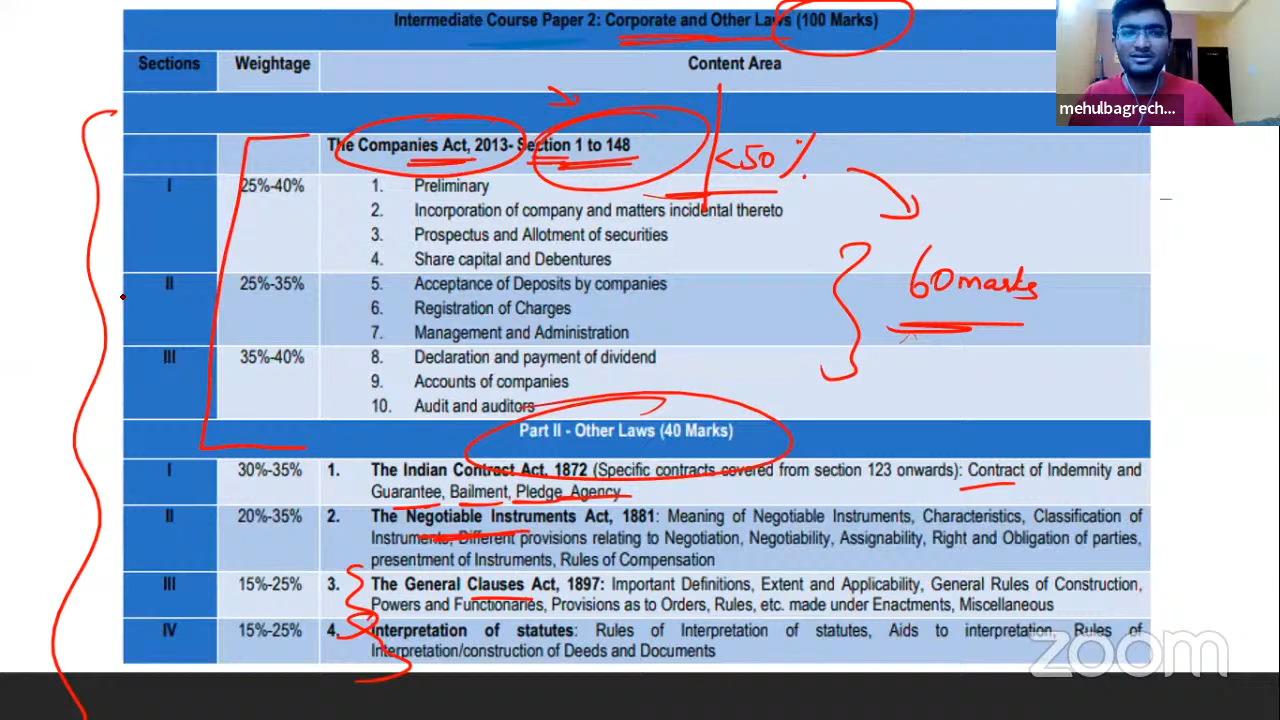 Intermediate Course Paper 2: Corporate and Other Laws (100 Marks)
Sections Weightage Content Area
mehulbagrech...
The Companies Act, 2013- Section 1 to 148
<50%
I 25%-40% 1. Preliminary
2. Incorporation of company and matters incidental thereto
3. Prospectus and Allotment of securities
4. Share capital and Debentures
60 marks
II 25%-35% 5. Acceptance of Deposits by companies
6. Registration of Charges
7. Management and Administration
III 35%-40% 8. Declaration and payment of dividend
9. Accounts of companies
10. Audit and auditors
Part II - Other Laws (40 Marks)
I 30%-35% 1. The Indian Contract Act, 1872 (Specific contracts covered from section 123 onwards): Contract of Indemnity and
Guarantee, Bailment, Pledge, Agency
II 20%-35% 2. The Negotiable Instruments Act, 1881: Meaning of Negotiable Instruments, Characteristics, Classification of
Instruments, Different provisions relating to Negotiation, Negotiability, Assignability, Right and Obligation of parties,
presentment of Instruments, Rules of Compensation
III 15%-25% 3. The General Clauses Act, 1897: Important Definitions, Extent and Applicability, General Rules of Construction,
Powers and Functionaries, Provisions as to Orders, Rules, etc. made under Enactments, Miscellaneous
IV 15%-25% 4. Interpretation of statutes: Rules of Interpretation of statutes, Aids to interpretation, Rules of
Interpretation/construction of Deeds and Documents
zoom